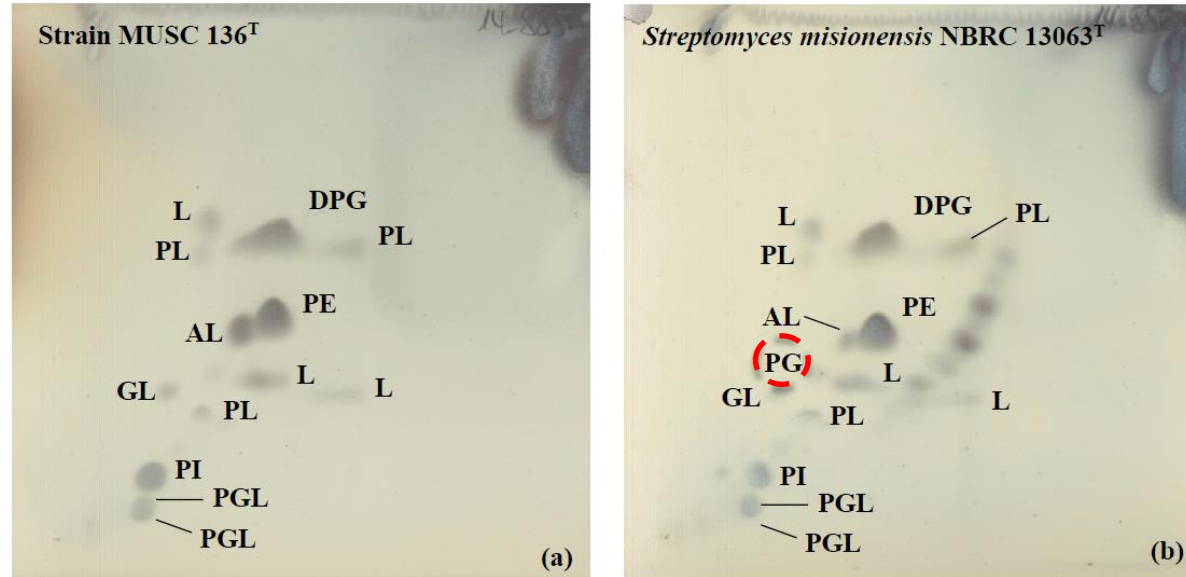 Strain MUSC 136ᵀ
L
DPG
PL
PL
PE
AL
L
GL
L
PL
PI
PGL
PGL
(a)
Streptomyces misionensis NBRC 13063ᵀ
DPG
PL
L
PL
PE
AL
PG
L
GL
L
PL
PI
PGL
PGL
(b)